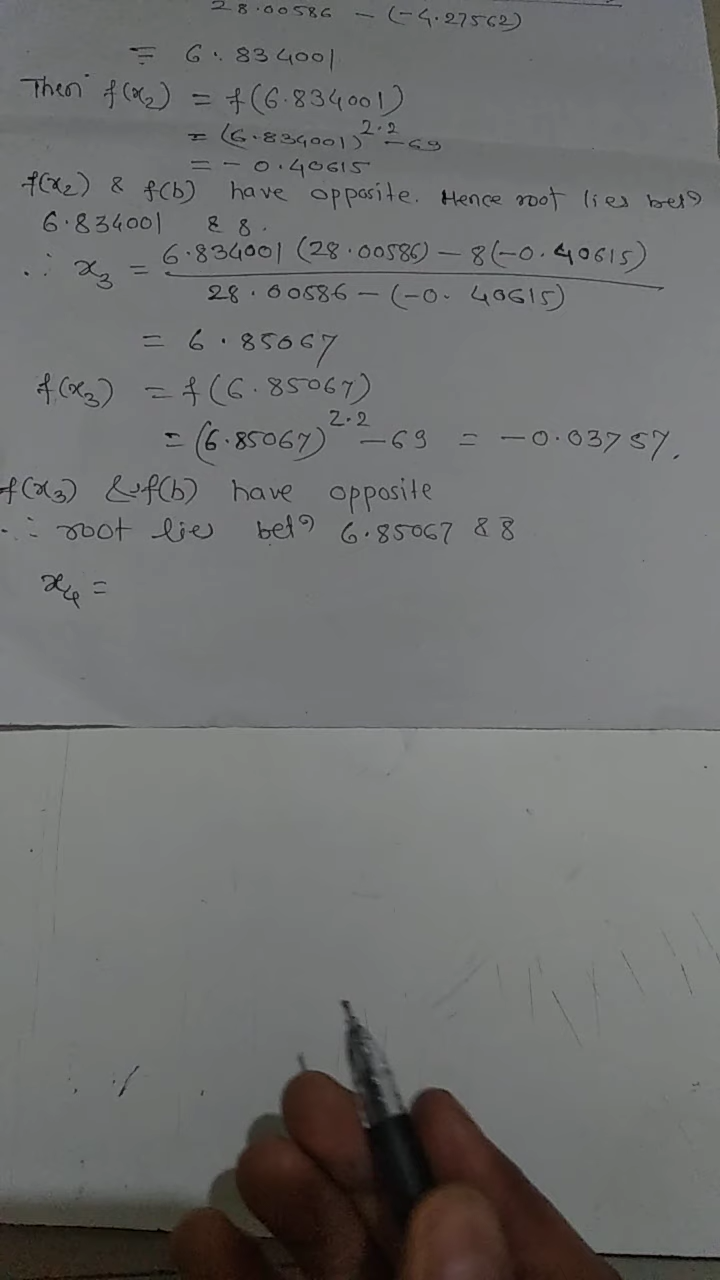 28.00586 - (-4.27562)
= 6.834001
Then f(x₂) = f(6.834001)
= (6.834001)^2.2 - 69
= - 0.40615
f(x₂) & f(b) have opposite. Hence root lies betⁿ
6.834001 & 8.
∴ x₃ = 6.834001 (28.00586) - 8(-0.40615)
28.00586 - (-0.40615)
= 6.85067
f(x₃) = f(6.85067)
= (6.85067)^2.2 - 69 = -0.03757.
f(x₃) & f(b) have opposite
∴ root lies betⁿ 6.85067 & 8
x₄ =